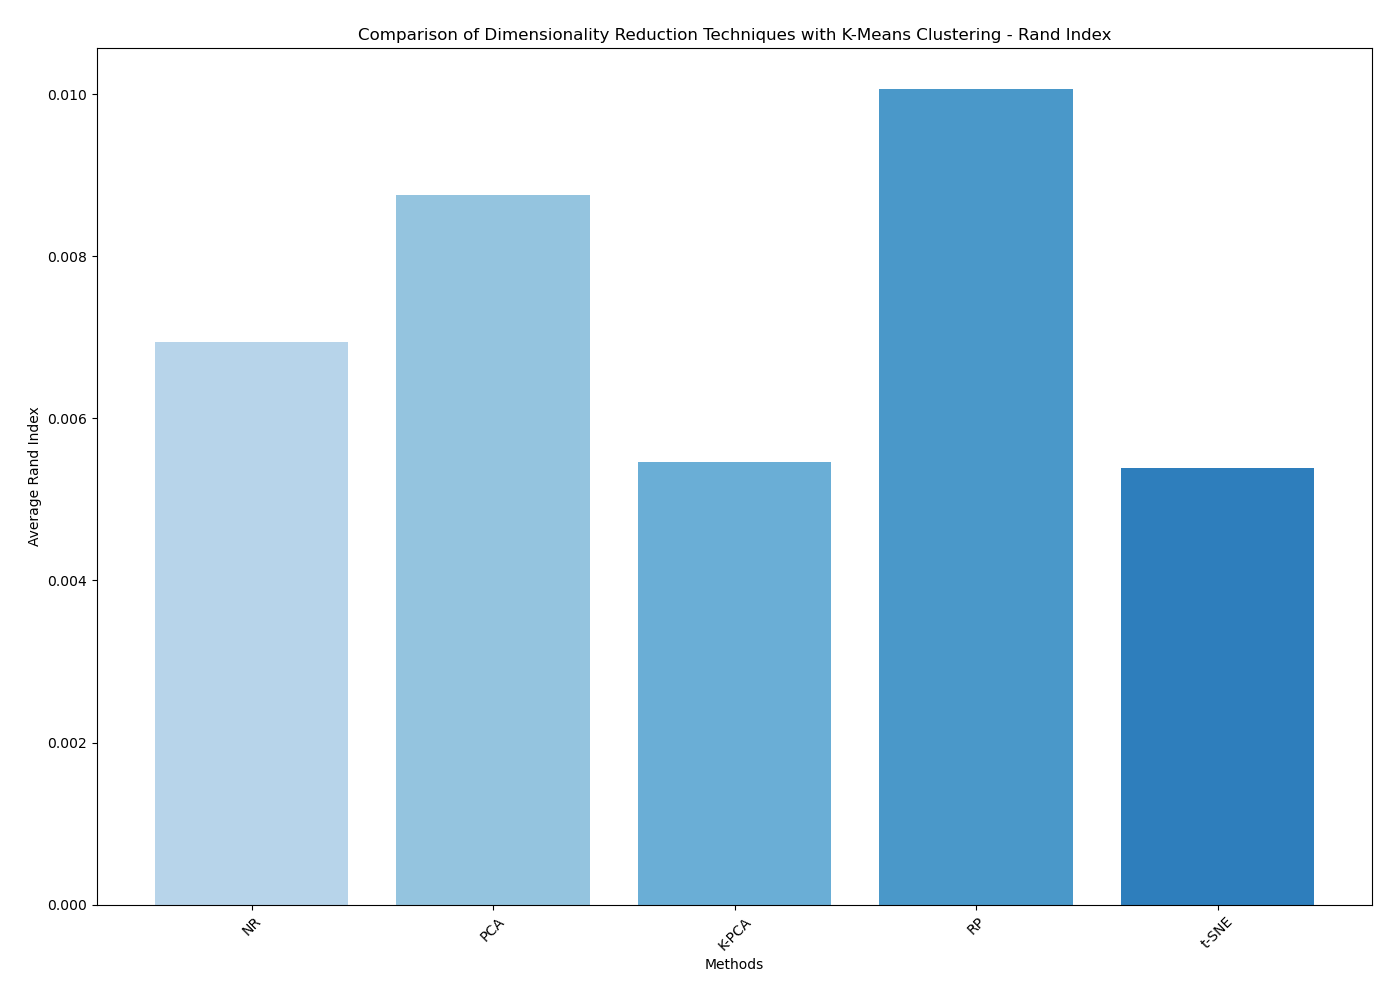 Comparison of Dimensionality Reduction Techniques with K-Means Clustering - Rand Index
0.010
0.008
0.006
0.004
0.002
0.000
Average Rand Index
NR
PCA
K-PCA
RP
t-SNE
Methods